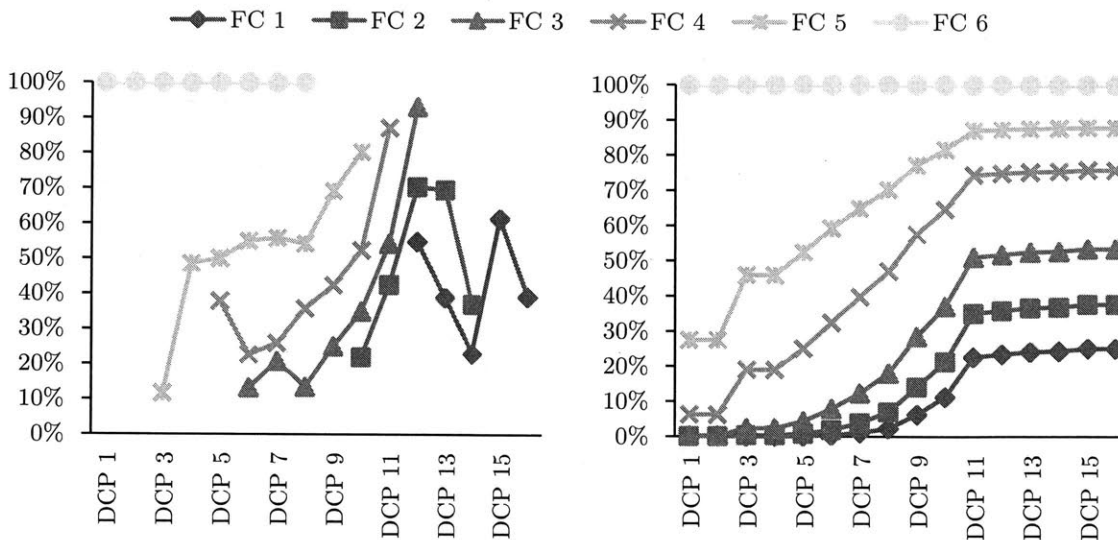 FC 1 FC 2 FC 3 FC 4 FC 5 FC 6
100%
90%
80%
70%
60%
50%
40%
30%
20%
10%
0%
DCP 1
DCP 3
DCP 5
DCP 7
DCP 9
DCP 11
DCP 13
DCP 15
100%
90%
80%
70%
60%
50%
40%
30%
20%
10%
0%
DCP 1
DCP 3
DCP 5
DCP 7
DCP 9
DCP 11
DCP 13
DCP 15